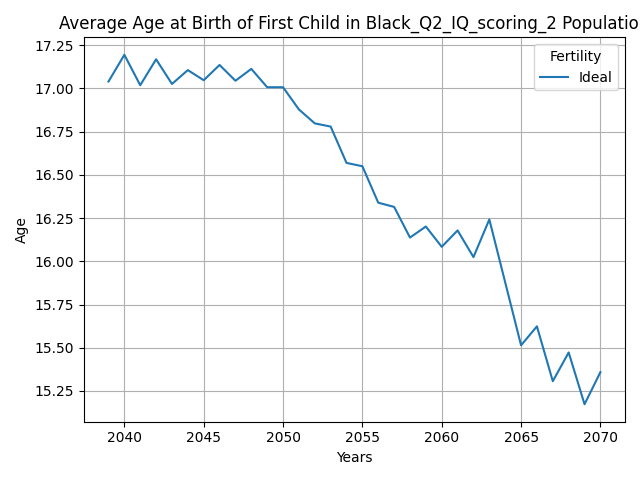 Average Age at Birth of First Child in Black_Q2_IQ_scoring_2 Populatio
17.25
17.00
16.75
16.50
16.25
16.00
15.75
15.50
15.25
Age
Fertility
Ideal
2040 2045 2050 2055 2060 2065 2070
Years